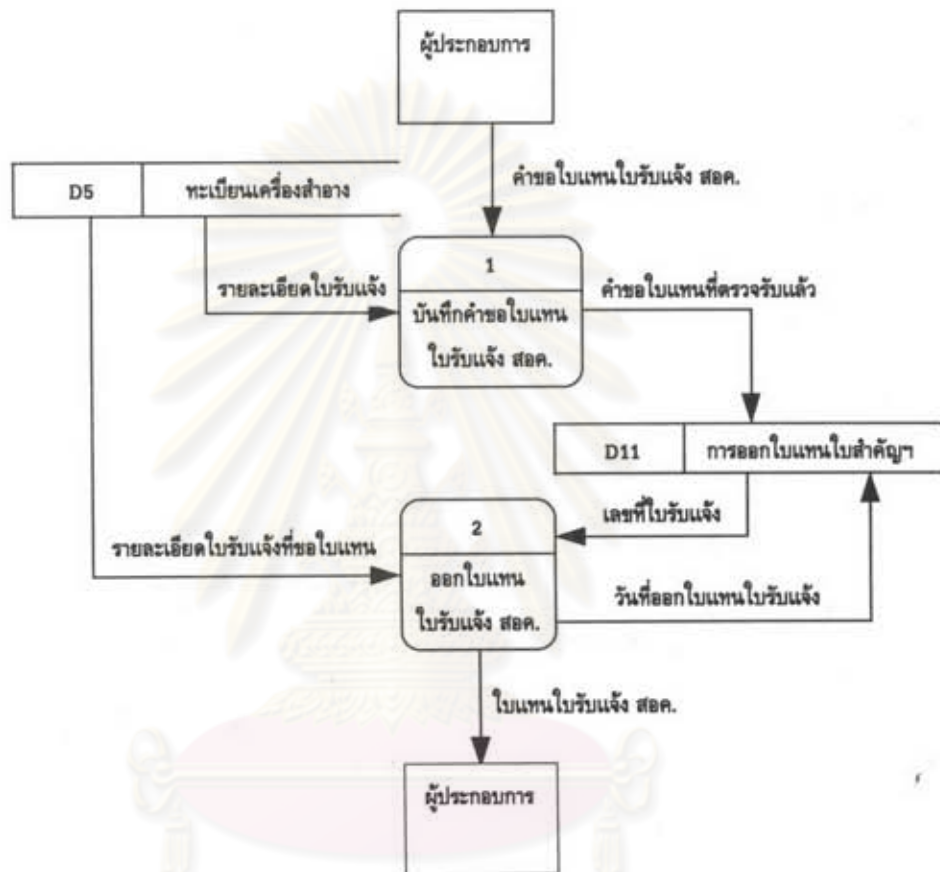 ผู้ประกอบการ
คำขอใบแทนใบรับแจ้ง สอค.
D5
ทะเบียนเครื่องสำอาง
รายละเอียดใบรับแจ้ง
1
บันทึกคำขอใบแทน
ใบรับแจ้ง สอค.
คำขอใบแทนที่ตรวจรับแล้ว
D11
การออกใบแทนใบสำคัญฯ
เลขที่ใบรับแจ้ง
รายละเอียดใบรับแจ้งที่ขอใบแทน
2
ออกใบแทน
ใบรับแจ้ง สอค.
วันที่ออกใบแทนใบรับแจ้ง
ใบแทนใบรับแจ้ง สอค.
ผู้ประกอบการ